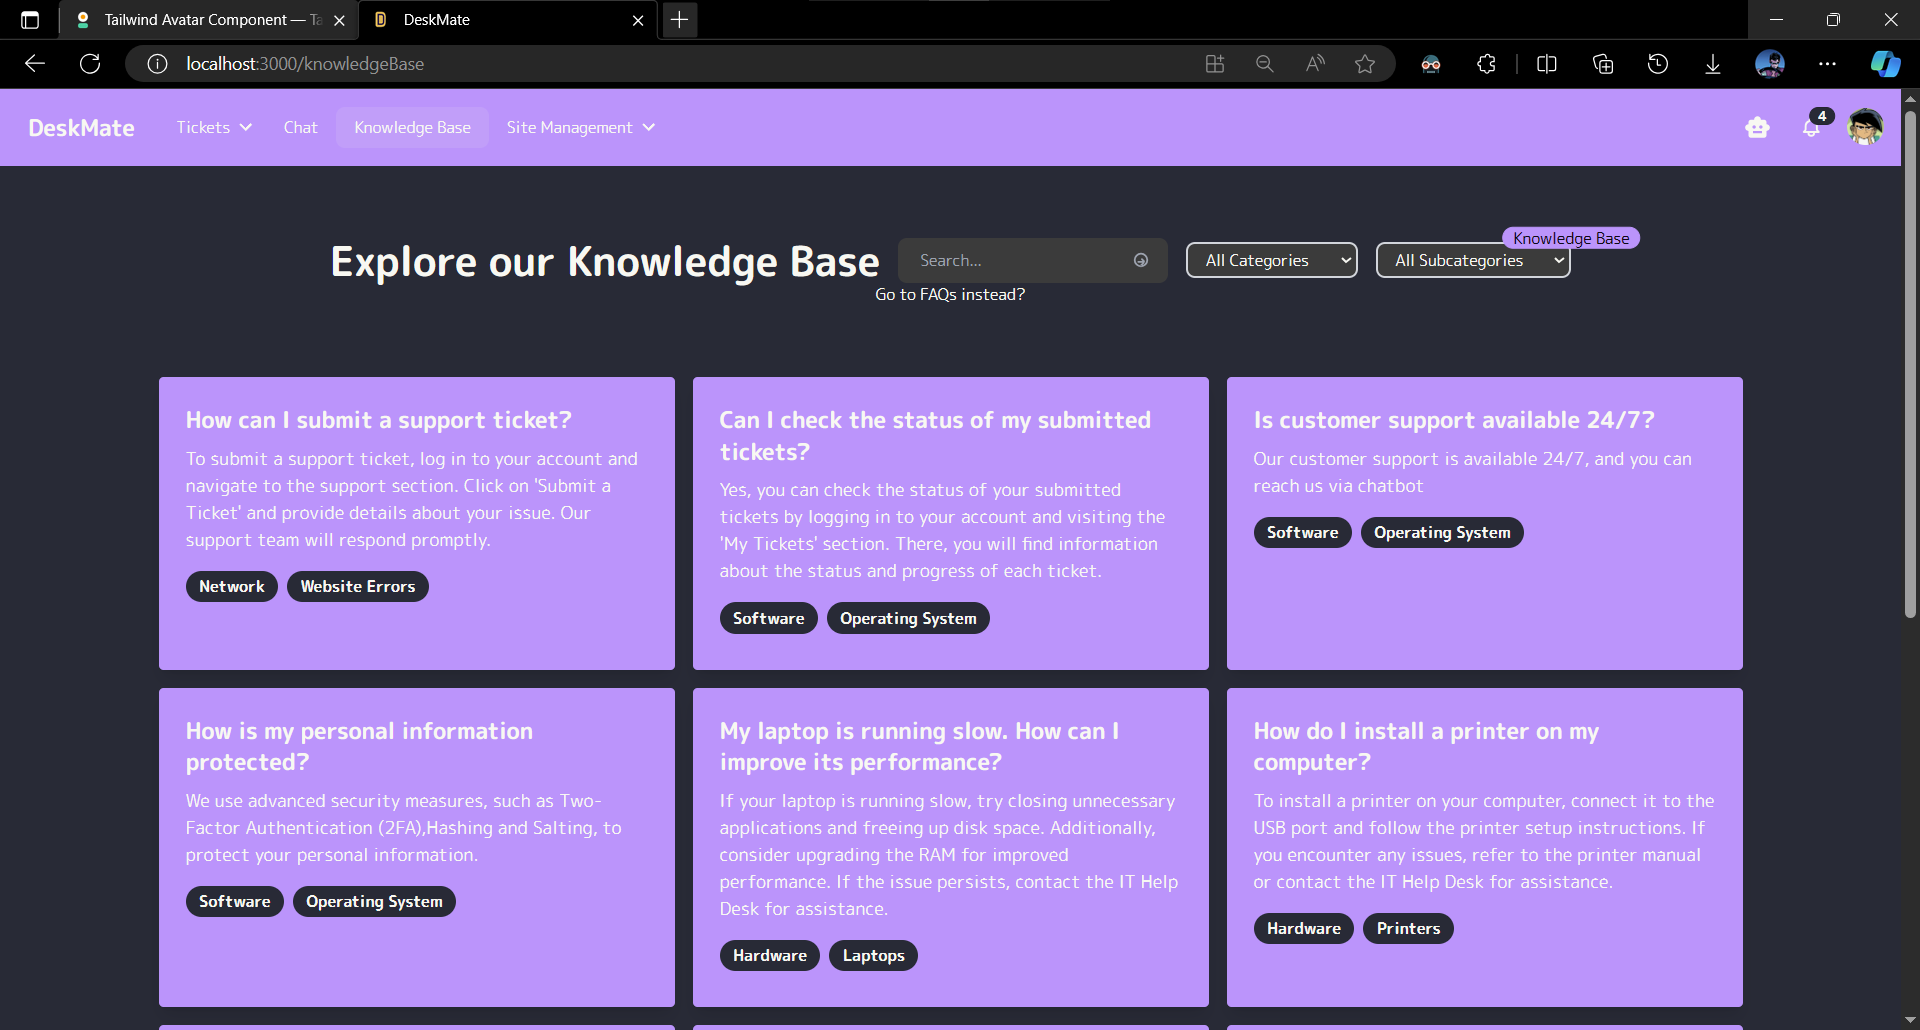 Tailwind Avatar Component — Ta
DeskMate
localhost:3000/knowledgeBase
DeskMate
Tickets
Chat
Knowledge Base
Site Management
4
Knowledge Base
Explore our Knowledge Base
Search...
All Categories
All Subcategories
Go to FAQs instead?
How can I submit a support ticket?
To submit a support ticket, log in to your account and
navigate to the support section. Click on 'Submit a
Ticket' and provide details about your issue. Our
support team will respond promptly.
Network
Website Errors
Can I check the status of my submitted
tickets?
Yes, you can check the status of your submitted
tickets by logging in to your account and visiting the
'My Tickets' section. There, you will find information
about the status and progress of each ticket.
Software
Operating System
Is customer support available 24/7?
Our customer support is available 24/7, and you can
reach us via chatbot
Software
Operating System
How is my personal information
protected?
We use advanced security measures, such as Two-
Factor Authentication (2FA),Hashing and Salting, to
protect your personal information.
Software
Operating System
My laptop is running slow. How can I
improve its performance?
If your laptop is running slow, try closing unnecessary
applications and freeing up disk space. Additionally,
consider upgrading the RAM for improved
performance. If the issue persists, contact the IT Help
Desk for assistance.
Hardware
Laptops
How do I install a printer on my
computer?
To install a printer on your computer, connect it to the
USB port and follow the printer setup instructions. If
you encounter any issues, refer to the printer manual
or contact the IT Help Desk for assistance.
Hardware
Printers